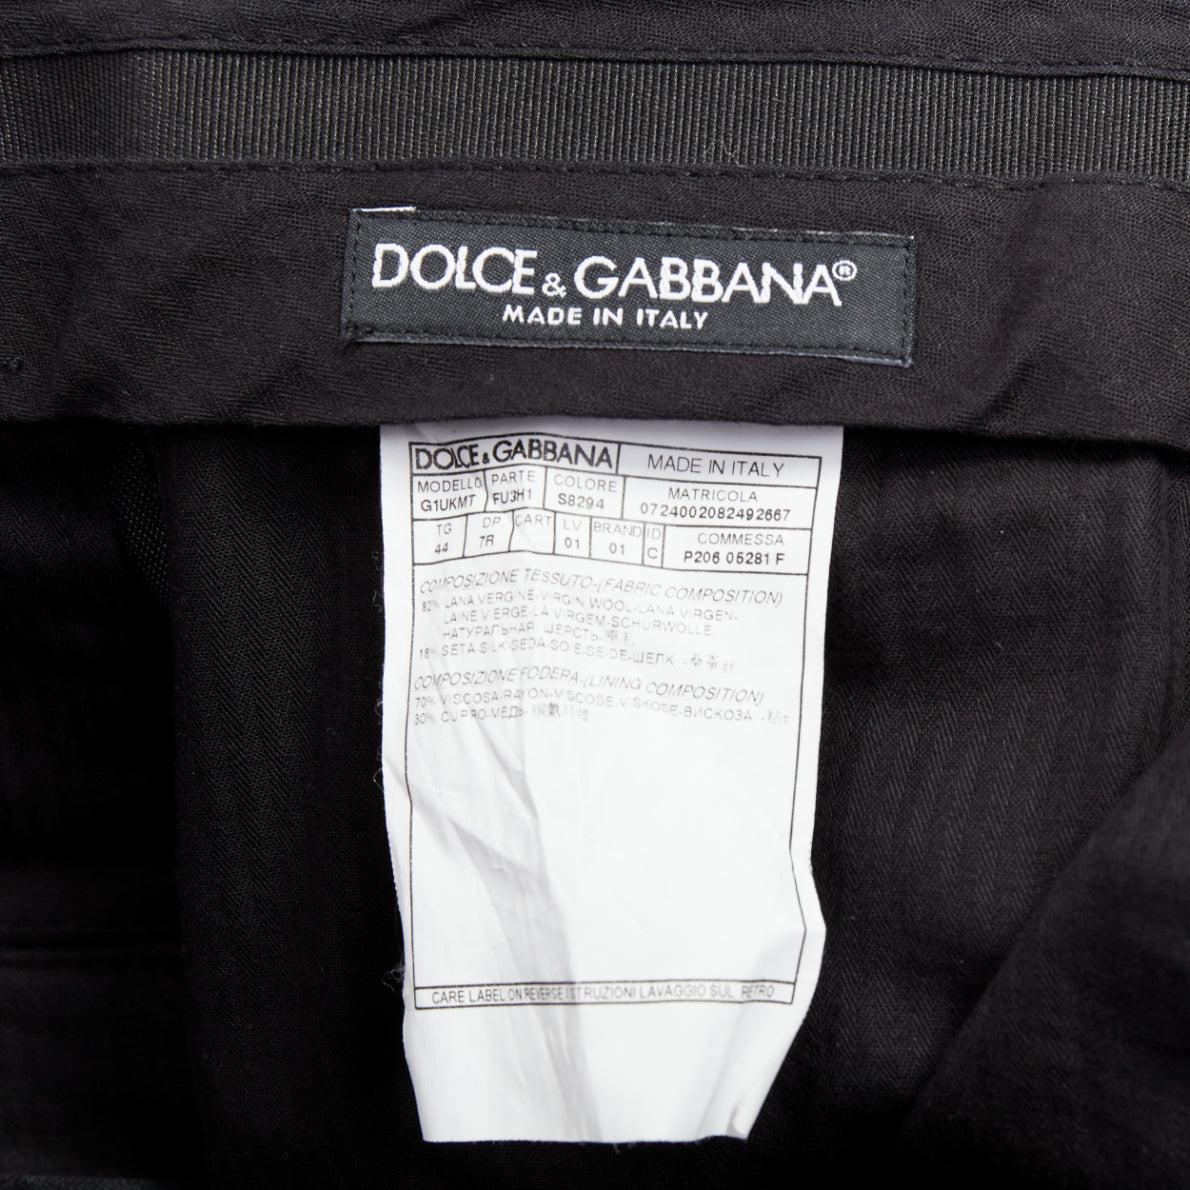 DOLCE & GABBANA®
MADE IN ITALY
DOLCE & GABBANA MADE IN ITALY
MODELLO PARTE COLORE MATRICOLA
G1UKMT FU3H1 S8294 0724002082492667
TG DP CART LV BRAND ID COMMESSA
44 7R 01 01 C P206 05281 F
COMPOSIZIONE TESSUTO-(FABRIC COMPOSITION)
82% LANA VERGINE-VIRGIN WOOL-LANA VIRGEN-
LAINE VIERGE-LÃ VIRGEM-SCHURWOLLE-
НАТУРАЛЬНАЯ ШЕРСТЬ-
18% SETA-SILK-SEDA-SOIE-SEIDE-ШЕЛК
COMPOSIZIONE FODERA-(LINING COMPOSITION)
70% VISCOSA-RAYON-VISCOSE-VISKOSE-ВИСКОЗА
30% CUPRO-МЕДЬ-
CARE LABEL ON REVERSE ISTRUZIONI LAVAGGIO SUL RETRO